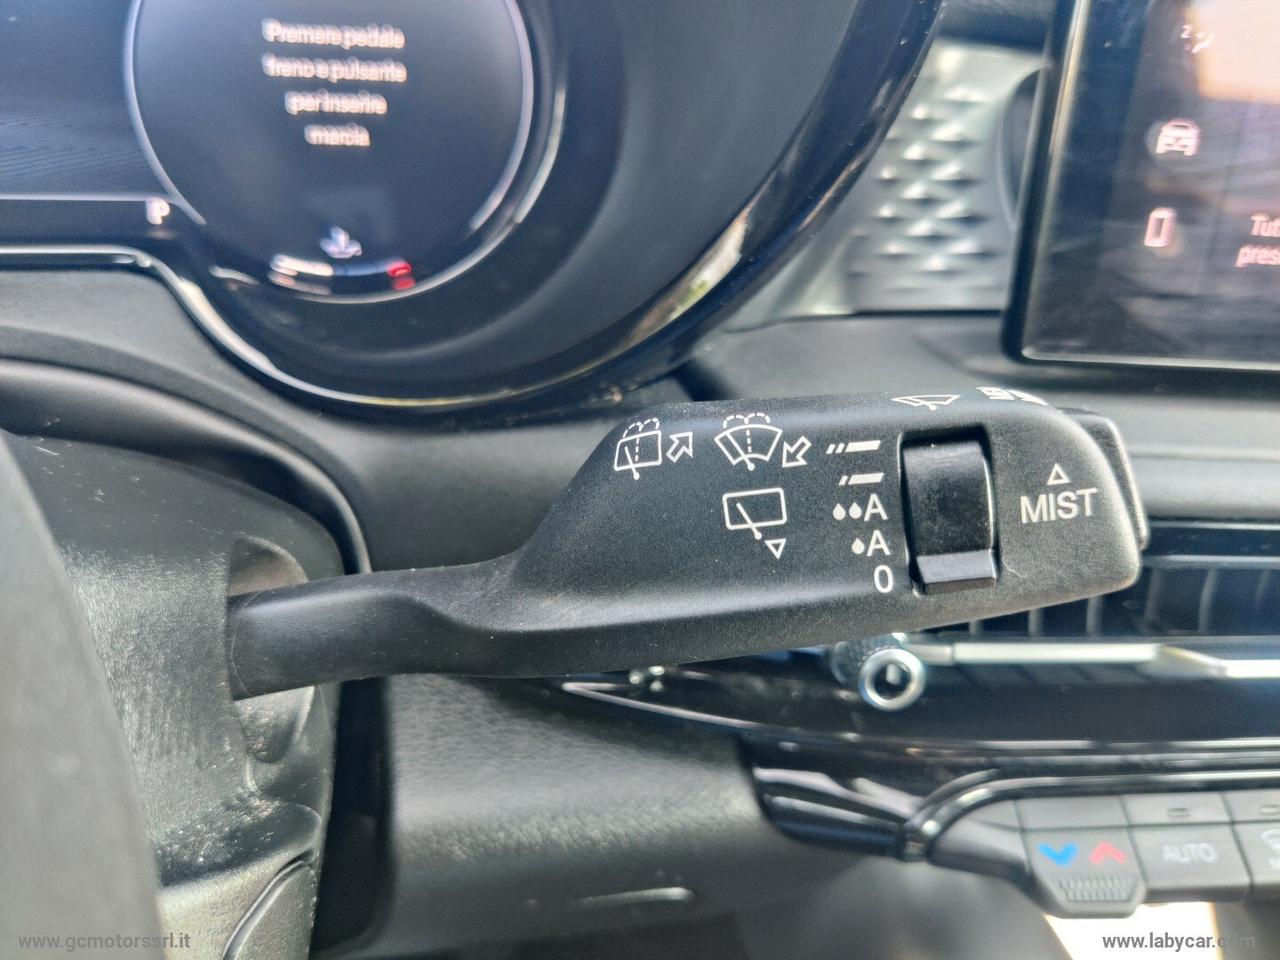 Premere pedale
freno e pulsante
per inserire
marcia
P
A
A
0
MIST
AUTO
www.gcmotorssrl.it
www.labycar.com